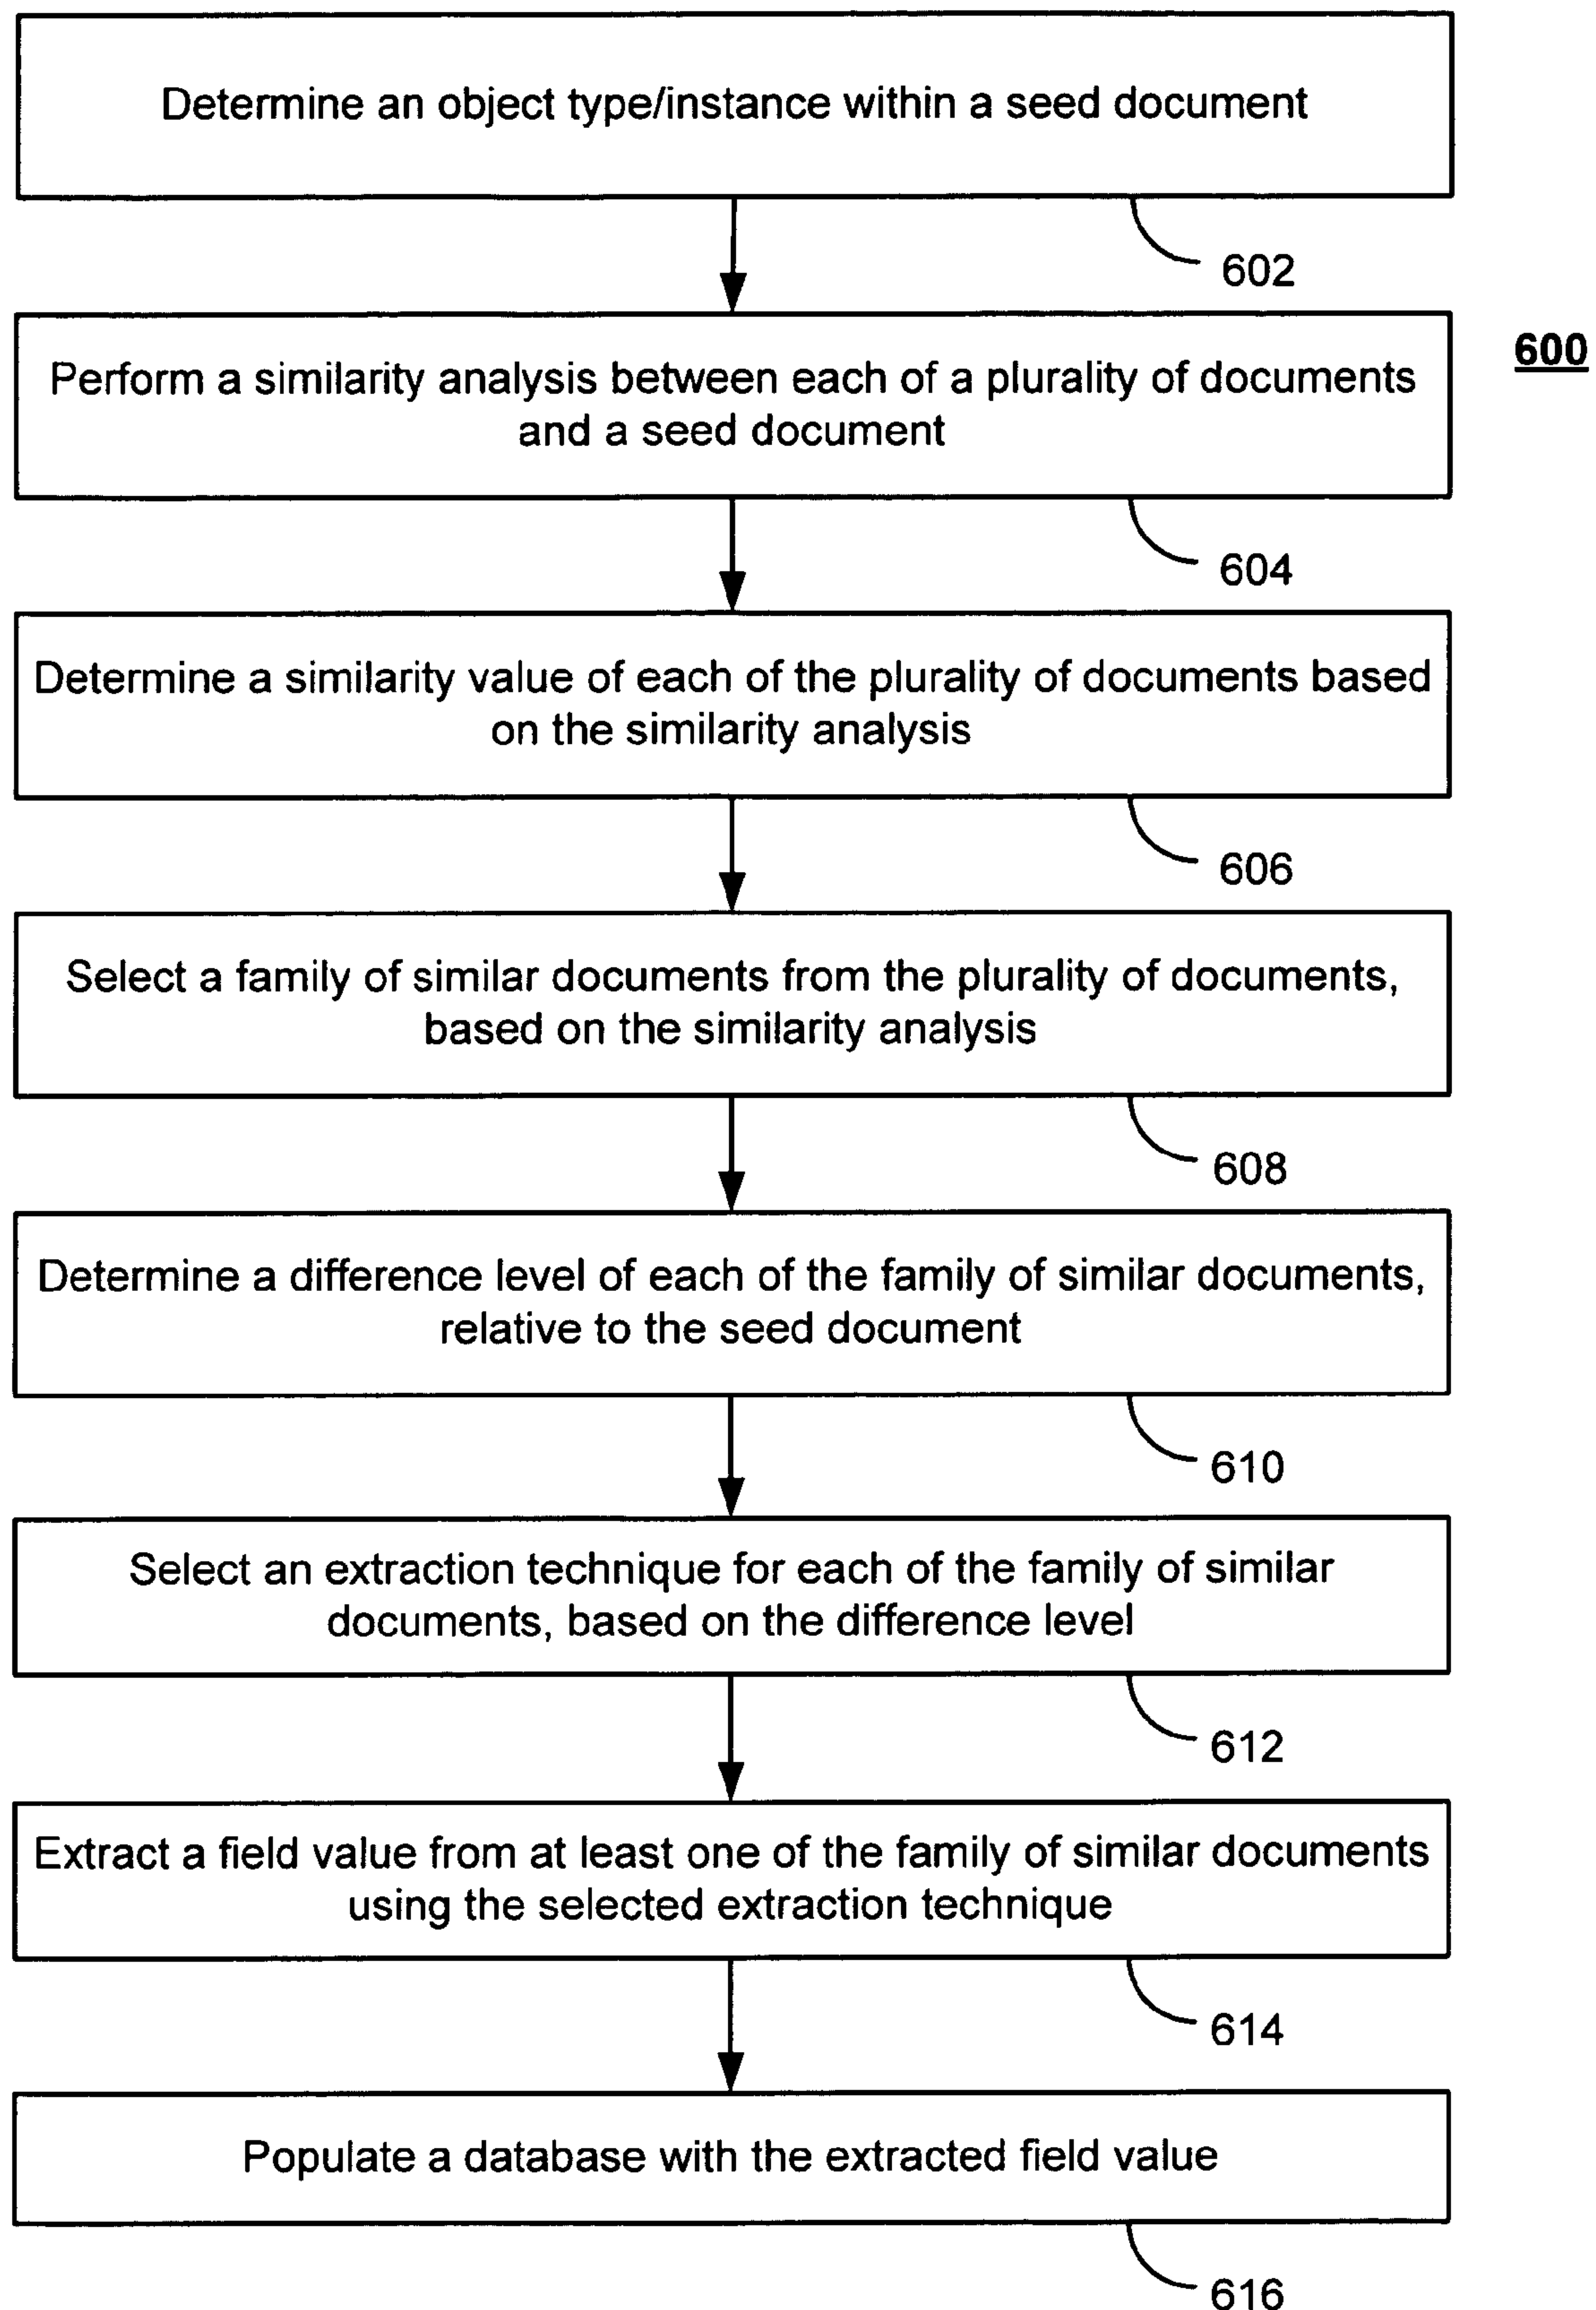 Determine an object type/instance within a seed document
602
600
Perform a similarity analysis between each of a plurality of documents
and a seed document
604
Determine a similarity value of each of the plurality of documents based
on the similarity analysis
606
Select a family of similar documents from the plurality of documents,
based on the similarity analysis
608
Determine a difference level of each of the family of similar documents,
relative to the seed document
610
Select an extraction technique for each of the family of similar
documents, based on the difference level
612
Extract a field value from at least one of the family of similar documents
using the selected extraction technique
614
Populate a database with the extracted field value
616